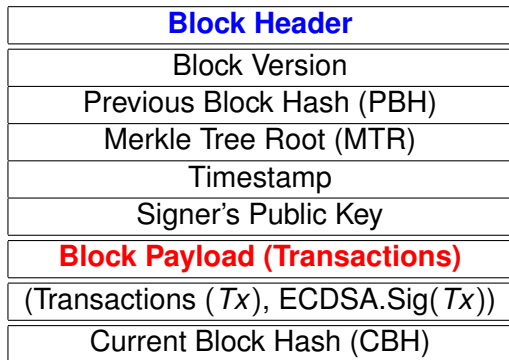 Block Header
Block Version
Previous Block Hash (PBH)
Merkle Tree Root (MTR)
Timestamp
Signer's Public Key
Block Payload (Transactions)
(Transactions (Tx), ECDSA.Sig(Tx))
Current Block Hash (CBH)